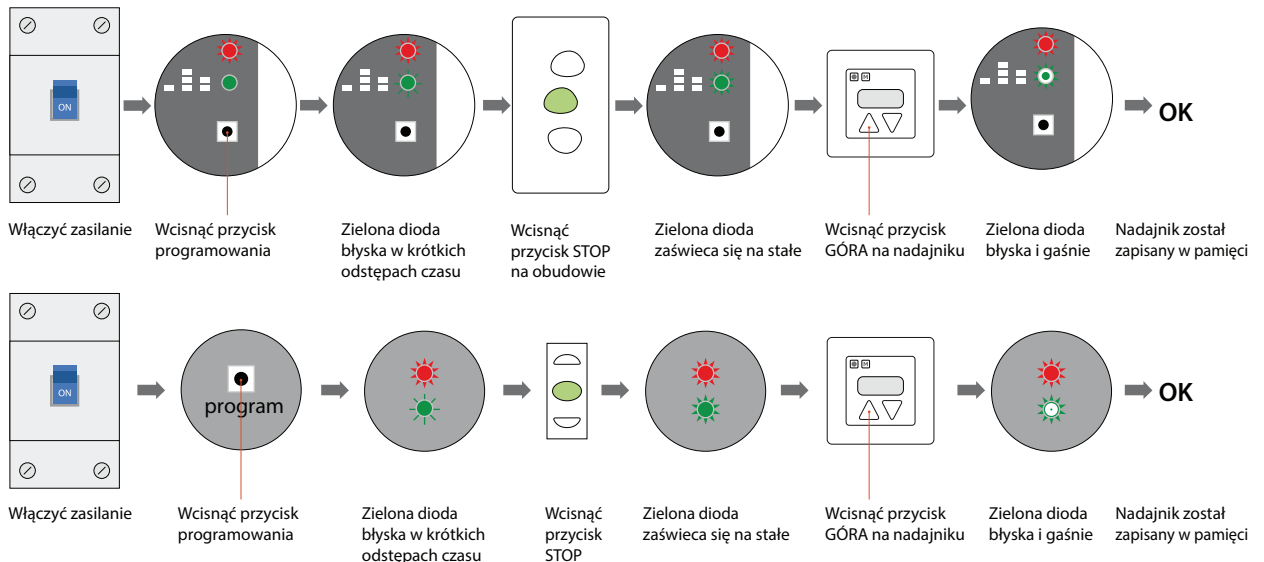 ON
OK
Włączyć zasilanie
Wcisnąć przycisk
programowania
Zielona dioda
błyska w krótkich
odstępach czasu
Wcisnąć
przycisk STOP
na obudowie
Zielona dioda
zaświeca się na stałe
Wcisnąć przycisk
GÓRA na nadajniku
Zielona dioda
błyska i gaśnie
Nadajnik został
zapisany w pamięci
ON
program
OK
Włączyć zasilanie
Wcisnąć przycisk
programowania
Zielona dioda
błyska w krótkich
odstępach czasu
Wcisnąć
przycisk
STOP
Zielona dioda
zaświeca się na stałe
Wcisnąć przycisk
GÓRA na nadajniku
Zielona dioda
błyska i gaśnie
Nadajnik został
zapisany w pamięci